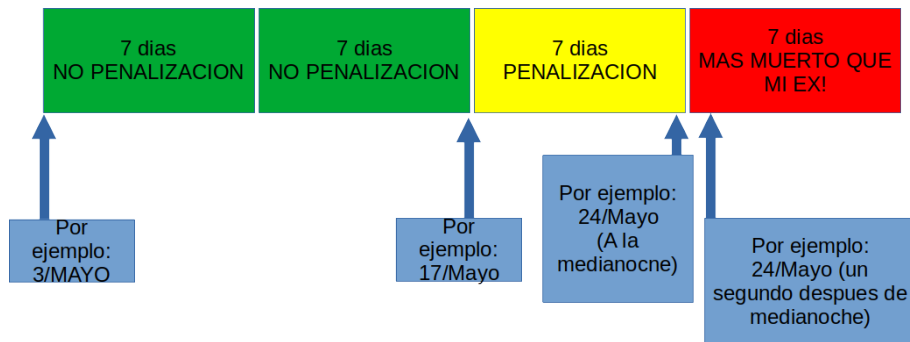 7 dias
NO PENALIZACION
7 dias
NO PENALIZACION
7 dias
PENALIZACION
7 dias
MAS MUERTO QUE
MI EX!
Por
ejemplo:
3/MAYO
Por
ejemplo:
17/Mayo
Por ejemplo:
24/Mayo
(A la
medianocne)
Por ejemplo:
24/Mayo (un
segundo despues de
medianoche)